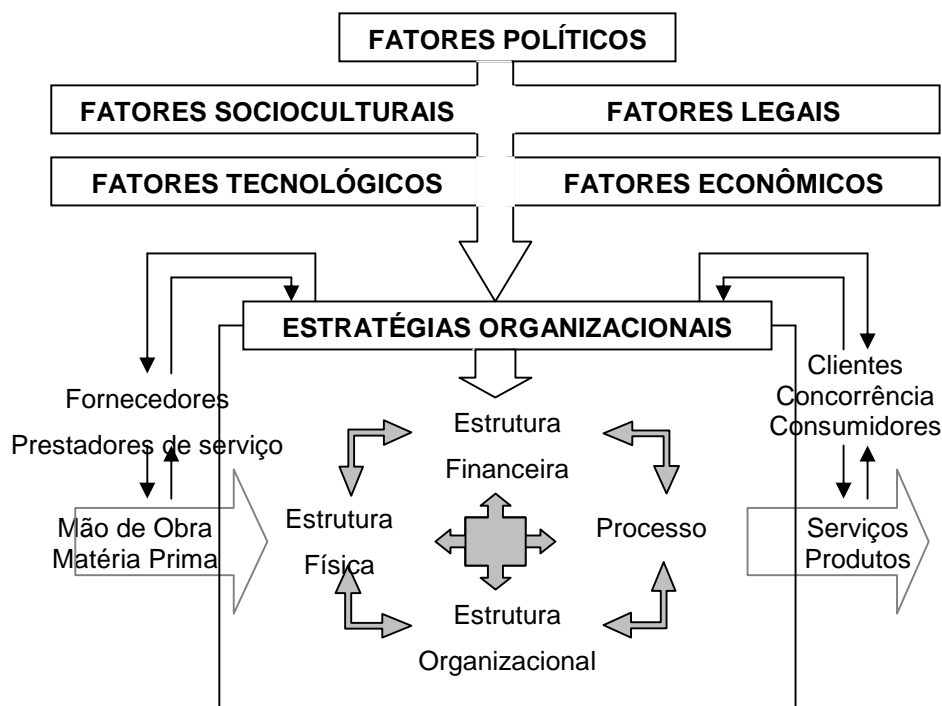 FATORES POLÍTICOS
FATORES SOCIOCULTURAIS
FATORES LEGAIS
FATORES TECNOLÓGICOS
FATORES ECONÔMICOS
ESTRATÉGIAS ORGANIZACIONAIS
Fornecedores
Prestadores de serviço
Mão de Obra
Matéria Prima
Estrutura
Financeira
Estrutura
Física
Processo
Estrutura
Organizacional
Clientes
Concorrência
Consumidores
Serviços
Produtos